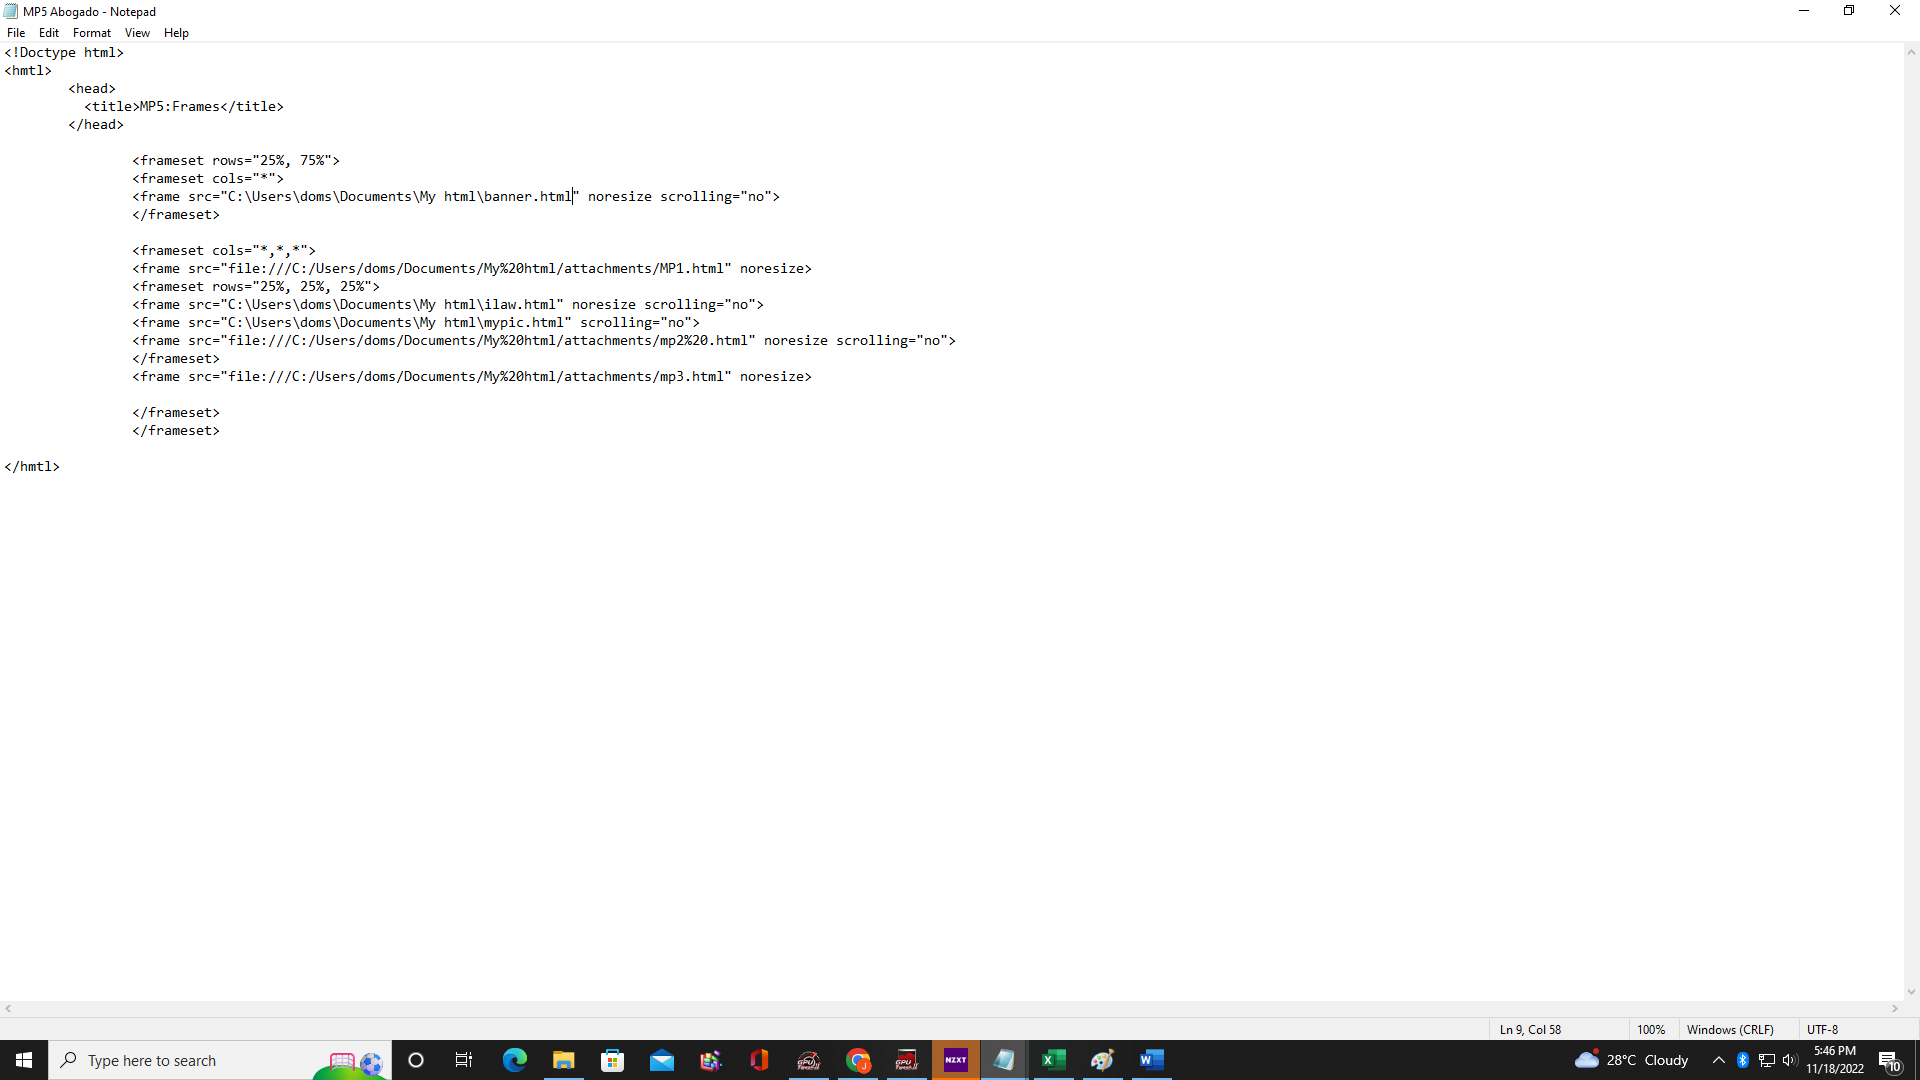 MP5 Abogado - Notepad
File Edit Format View Help
<!Doctype html>
<hmtl>
<head>
<title>MP5:Frames</title>
</head>
<frameset rows="25%, 75%">
<frameset cols="*">
<frame src="C:\Users\doms\Documents\My html\banner.html" noresize scrolling="no">
</frameset>
<frameset cols="*,*,*">
<frame src="file:///C:/Users/doms/Documents/My%20html/attachments/MP1.html" noresize>
<frameset rows="25%, 25%, 25%">
<frame src="C:\Users\doms\Documents\My html\ilaw.html" noresize scrolling="no">
<frame src="C:\Users\doms\Documents\My html\mypic.html" scrolling="no">
<frame src="file:///C:/Users/doms/Documents/My%20html/attachments/mp2%20.html" noresize scrolling="no">
</frameset>
<frame src="file:///C:/Users/doms/Documents/My%20html/attachments/mp3.html" noresize>
</frameset>
</frameset>
</hmtl>
Ln 9, Col 58 100% Windows (CRLF) UTF-8
Type here to search
NZXT
28°C Cloudy
5:46 PM
11/18/2022
10